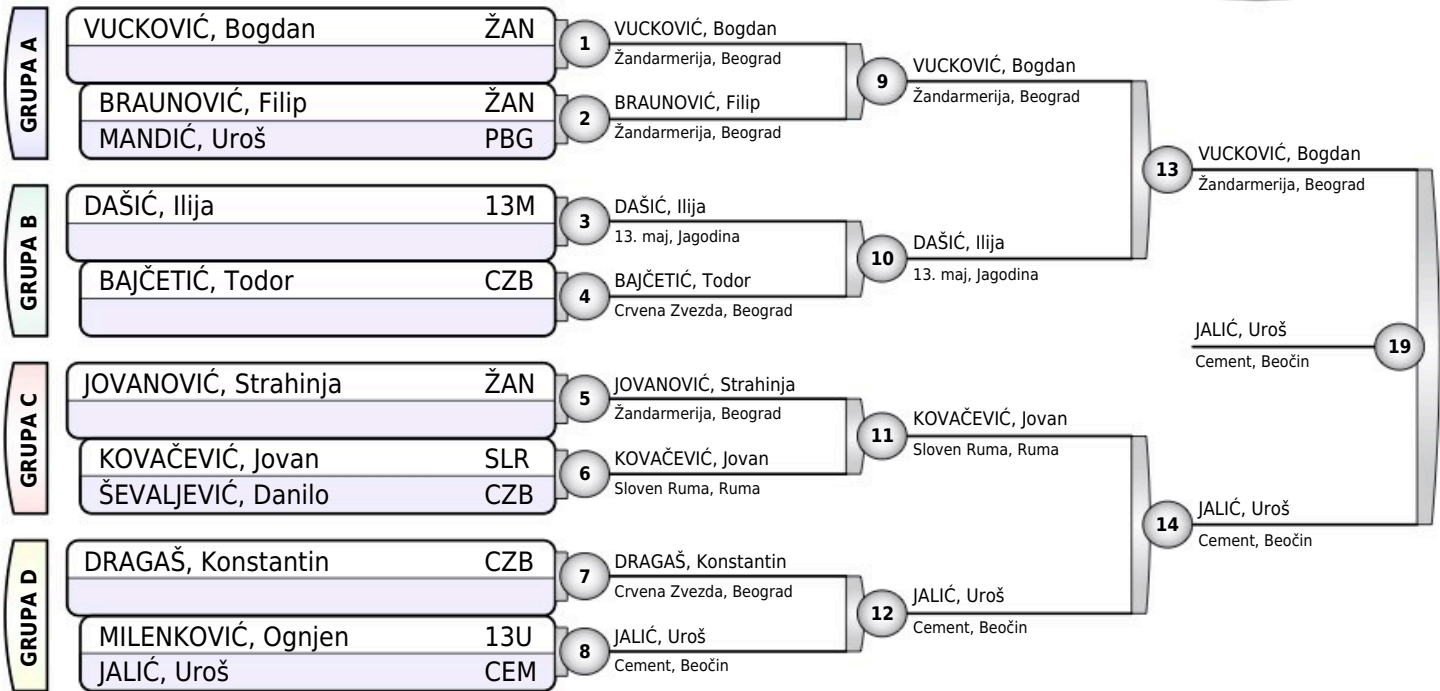 GRUPA A
VUCKOVIĆ, Bogdan ŽAN
BRAUNOVIĆ, Filip ŽAN
MANDIĆ, Uroš PBG
GRUPA B
DAŠIĆ, Ilija 13M
BAJČETIĆ, Todor CZB
GRUPA C
JOVANOVIĆ, Strahinja ŽAN
KOVAČEVIĆ, Jovan SLR
ŠEVALJEVIĆ, Danilo CZB
GRUPA D
DRAGAŠ, Konstantin CZB
MILENKOVIĆ, Ognjen 13U
JALIĆ, Uroš CEM
1
VUCKOVIĆ, Bogdan
Žandarmerija, Beograd
2
BRAUNOVIĆ, Filip
Žandarmerija, Beograd
3
DAŠIĆ, Ilija
13. maj, Jagodina
4
BAJČETIĆ, Todor
Crvena Zvezda, Beograd
5
JOVANOVIĆ, Strahinja
Žandarmerija, Beograd
6
KOVAČEVIĆ, Jovan
Sloven Ruma, Ruma
7
DRAGAŠ, Konstantin
Crvena Zvezda, Beograd
8
JALIĆ, Uroš
Cement, Beočin
9
VUCKOVIĆ, Bogdan
Žandarmerija, Beograd
10
DAŠIĆ, Ilija
13. maj, Jagodina
11
KOVAČEVIĆ, Jovan
Sloven Ruma, Ruma
12
JALIĆ, Uroš
Cement, Beočin
13
VUCKOVIĆ, Bogdan
Žandarmerija, Beograd
14
JALIĆ, Uroš
Cement, Beočin
JALIĆ, Uroš
Cement, Beočin
19